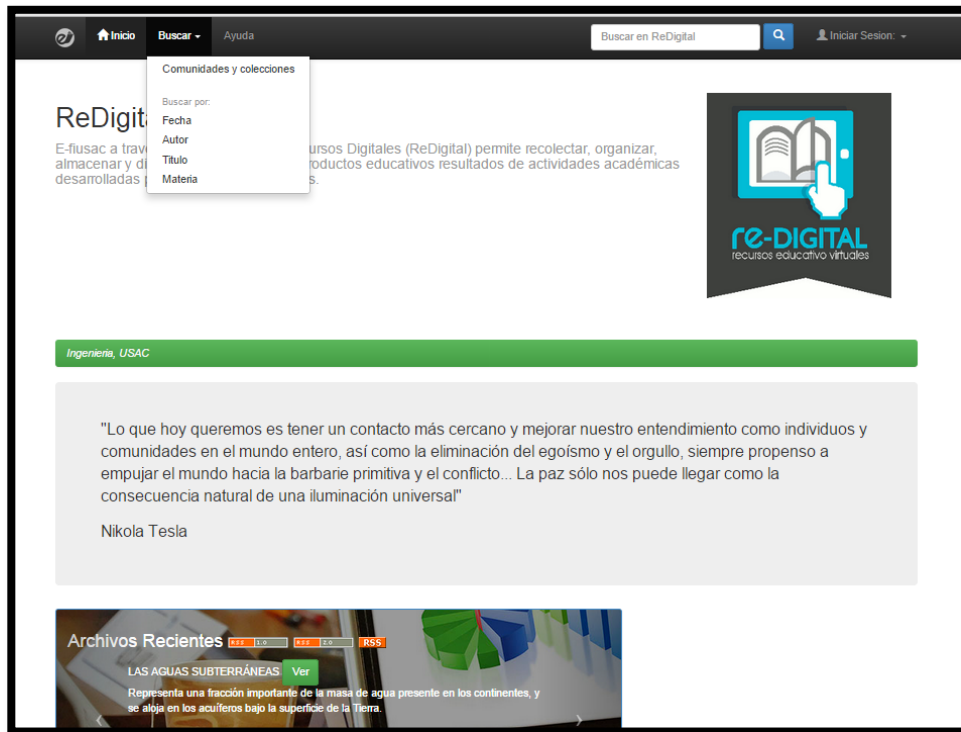 Inicio Buscar Ayuda Buscar en ReDigital Iniciar Sesion:
Comunidades y colecciones
Buscar por:
Fecha
Autor
Titulo
Materia
ReDigit
E-fiusac a trav ursos Digitales (ReDigital) permite recolectar, organizar,
almacenar y di roductos educativos resultados de actividades académicas
desarrolladas s.
re-DIGITAL
recursos educativo virtuales
Ingenieria, USAC
"Lo que hoy queremos es tener un contacto más cercano y mejorar nuestro entendimiento como individuos y
comunidades en el mundo entero, así como la eliminación del egoísmo y el orgullo, siempre propenso a
empujar el mundo hacia la barbarie primitiva y el conflicto... La paz sólo nos puede llegar como la
consecuencia natural de una iluminación universal"
Nikola Tesla
Archivos Recientes RSS 1.0 RSS 2.0 RSS
LAS AGUAS SUBTERRÁNEAS Ver
Representa una fracción importante de la masa de agua presente en los continentes, y
se aloja en los acuíferos bajo la superficie de la Tierra.